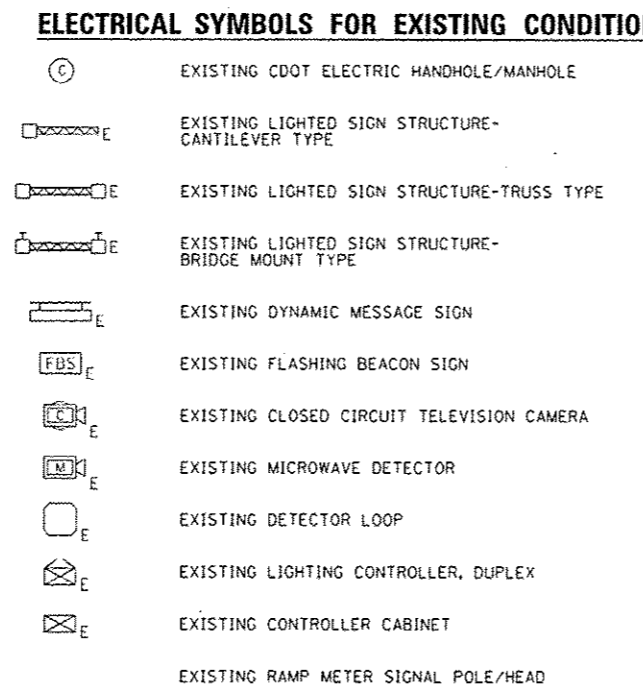 ELECTRICAL SYMBOLS FOR EXISTING CONDITIO
C EXISTING CDOT ELECTRIC HANDHOLE/MANHOLE
EXISTING LIGHTED SIGN STRUCTURE-
E
CANTILEVER TYPE
E EXISTING LIGHTED SIGN STRUCTURE-TRUSS TYPE
EXISTING LIGHTED SIGN STRUCTURE-
E
BRIDGE MOUNT TYPE
E EXISTING DYNAMIC MESSAGE SIGN
FBS E EXISTING FLASHING BEACON SIGN
C E EXISTING CLOSED CIRCUIT TELEVISION CAMERA
M E EXISTING MICROWAVE DETECTOR
E EXISTING DETECTOR LOOP
E EXISTING LIGHTING CONTROLLER, DUPLEX
E EXISTING CONTROLLER CABINET
EXISTING RAMP METER SIGNAL POLE/HEAD